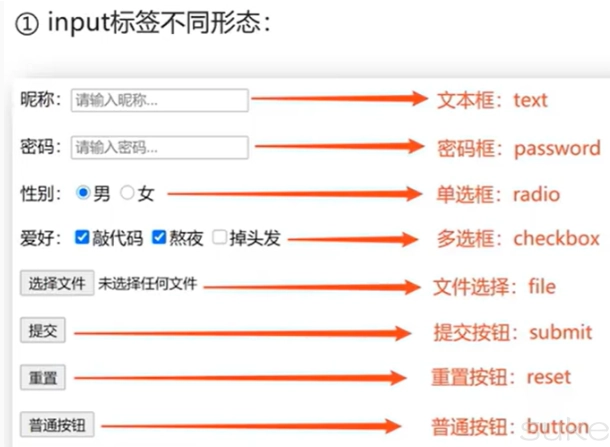 ① input标签不同形态：
昵称： 请输入昵称... 文本框：text
密码： 请输入密码... 密码框：password
性别： 男 女 单选框：radio
爱好： 敲代码 熬夜 掉头发 多选框：checkbox
选择文件 未选择任何文件 文件选择：file
提交 提交按钮：submit
重置 重置按钮：reset
普通按钮 普通按钮：button